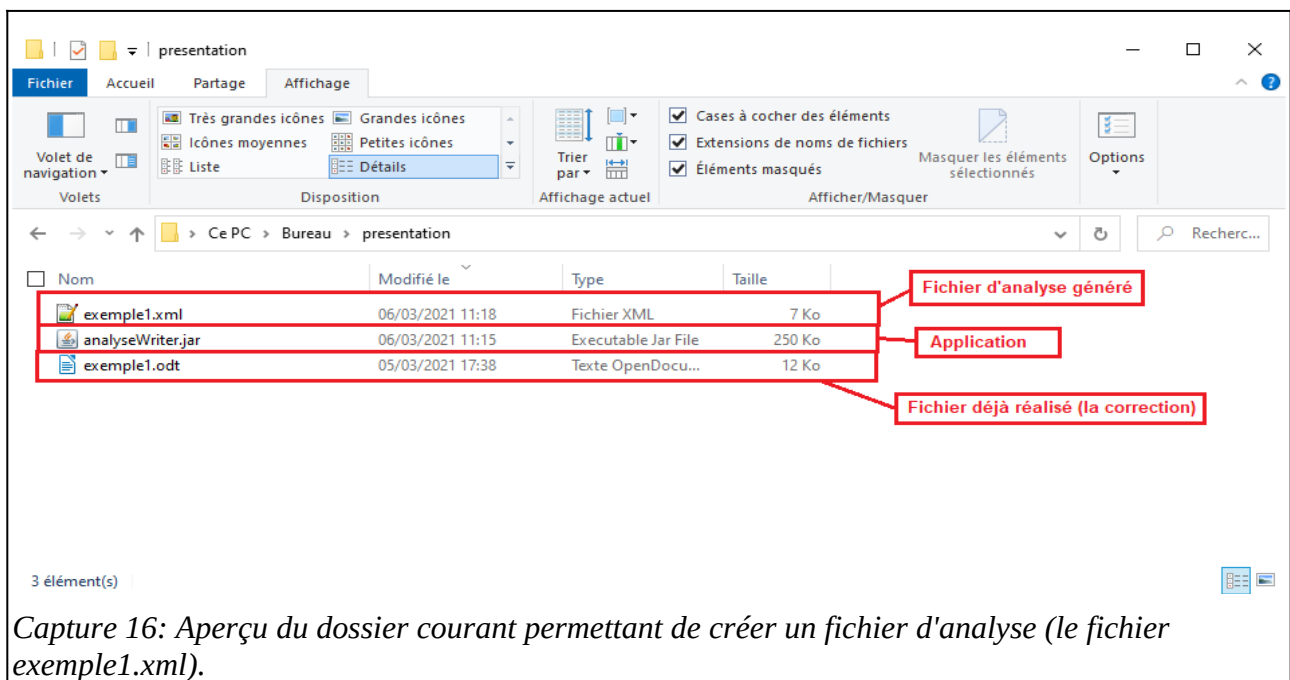 presentation
Fichier Accueil Partage Affichage
Très grandes icônes Grandes icônes
Icônes moyennes Petites icônes
Liste Détails
Volet de navigation
Volets
Disposition
Trier par
Affichage actuel
Cases à cocher des éléments
Extensions de noms de fichiers
Éléments masqués
Masquer les éléments sélectionnés
Options
Afficher/Masquer
Ce PC > Bureau > presentation
Recherc...
Nom Modifié le Type Taille
exemple1.xml 06/03/2021 11:18 Fichier XML 7 Ko
analyseWriter.jar 06/03/2021 11:15 Executable Jar File 250 Ko
exemple1.odt 05/03/2021 17:38 Texte OpenDocu... 12 Ko
Fichier d'analyse généré
Application
Fichier déjà réalisé (la correction)
3 élément(s)
Capture 16: Aperçu du dossier courant permettant de créer un fichier d'analyse (le fichier
exemple1.xml).